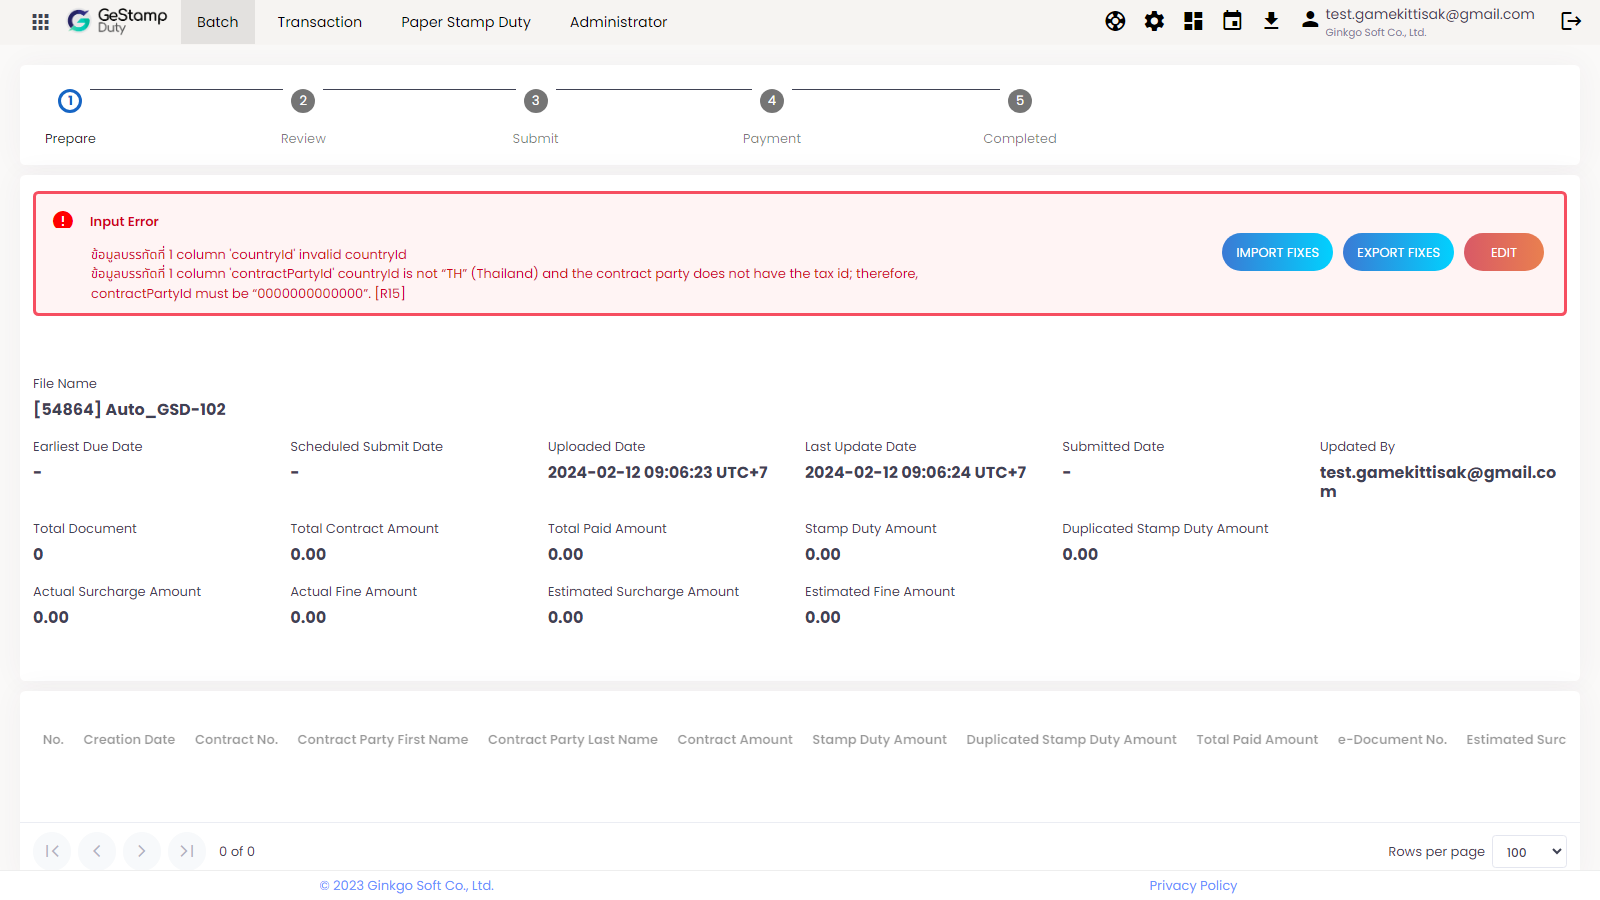 GeStamp
Duty
Batch
Transaction
Paper Stamp Duty
Administrator
test.gamekittisak@gmail.com
Ginkgo Soft Co., Ltd.
1
2
3
4
5
Prepare
Review
Submit
Payment
Completed
Input Error
ข้อมูลบรรทัดที่ 1 column 'countryId' invalid countryId
ข้อมูลบรรทัดที่ 1 column 'contractPartyId' countryId is not “TH” (Thailand) and the contract party does not have the tax id; therefore,
contractPartyId must be “0000000000000”. [R15]
IMPORT FIXES
EXPORT FIXES
EDIT
File Name
[54864] Auto_GSD-102
Earliest Due Date
Scheduled Submit Date
Uploaded Date
Last Update Date
Submitted Date
Updated By
-
-
2024-02-12 09:06:23 UTC+7
2024-02-12 09:06:24 UTC+7
-
test.gamekittisak@gmail.co
m
Total Document
Total Contract Amount
Total Paid Amount
Stamp Duty Amount
Duplicated Stamp Duty Amount
0
0.00
0.00
0.00
0.00
Actual Surcharge Amount
Actual Fine Amount
Estimated Surcharge Amount
Estimated Fine Amount
0.00
0.00
0.00
0.00
No.
Creation Date
Contract No.
Contract Party First Name
Contract Party Last Name
Contract Amount
Stamp Duty Amount
Duplicated Stamp Duty Amount
Total Paid Amount
e-Document No.
Estimated Surc
0 of 0
Rows per page
100
© 2023 Ginkgo Soft Co., Ltd.
Privacy Policy